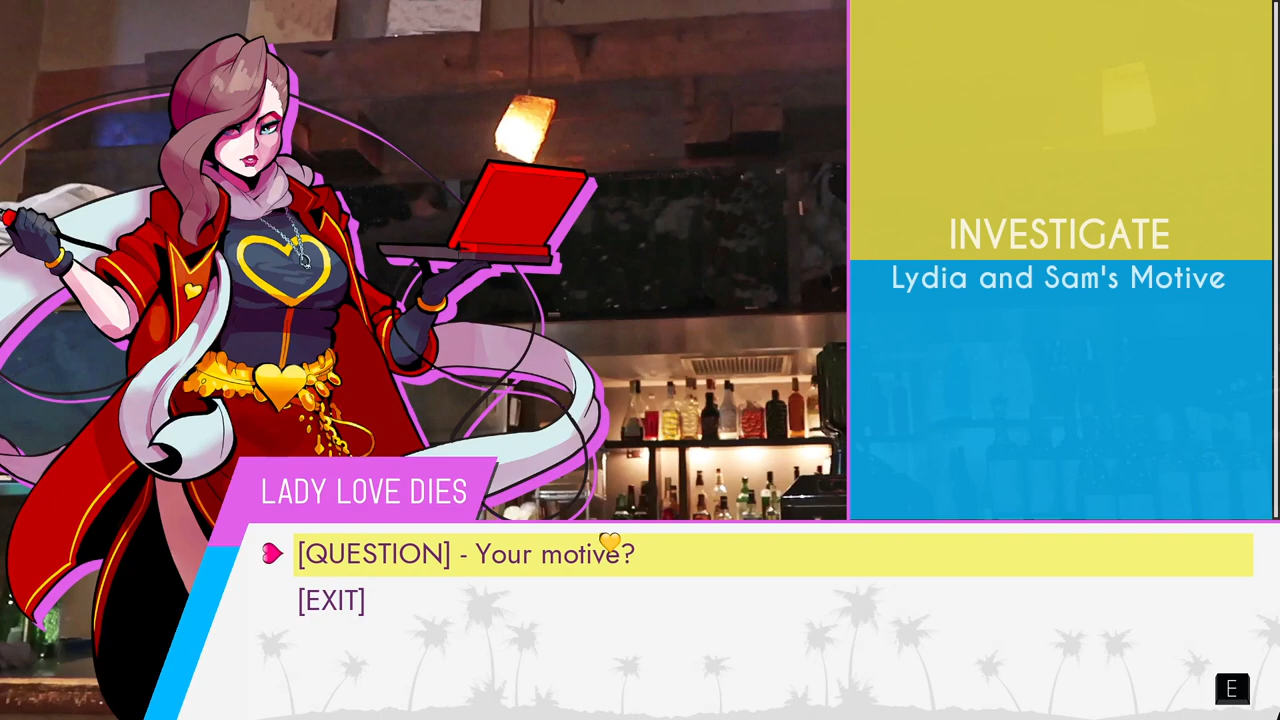 INVESTIGATE
Lydia and Sam's Motive
LADY LOVE DIES
[QUESTION] - Your motive?
[EXIT]
E